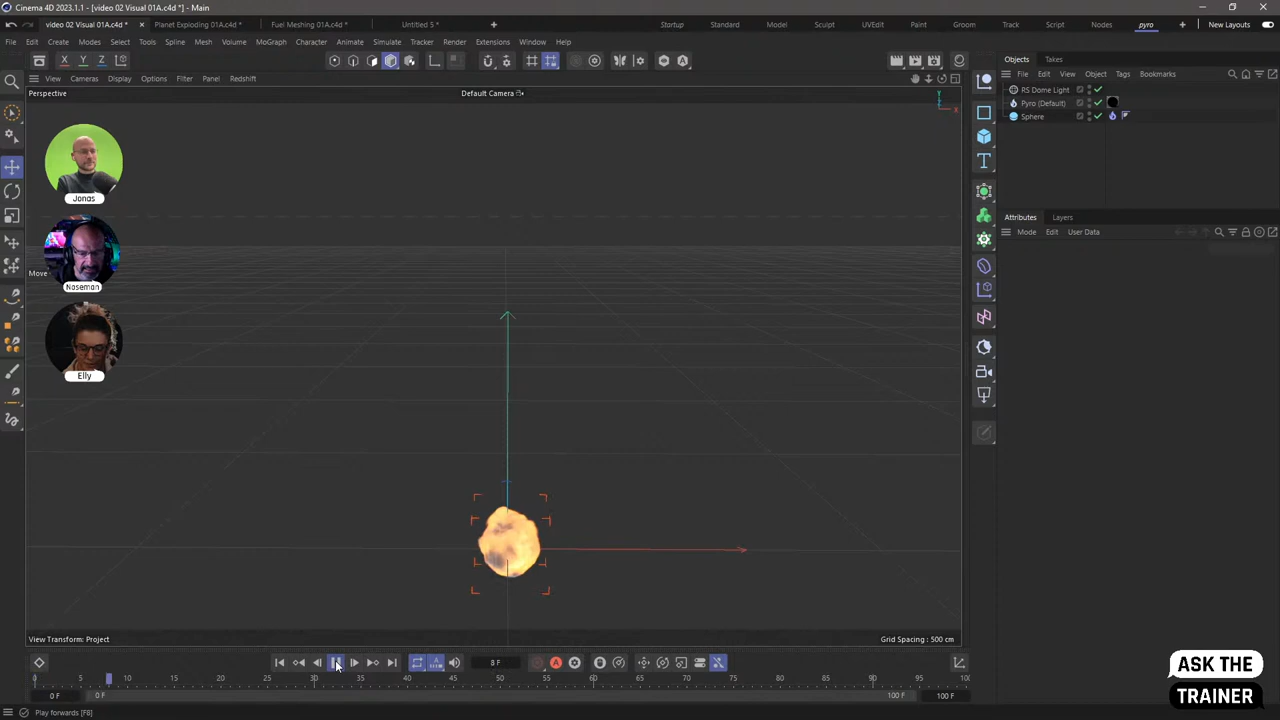 Cinema 4D 2023.1.1 - [video 02 Visual 01A.c4d *] - Main
video 02 Visual 01A.c4d *
Planet Exploding 01A.c4d *
Fuel Meshing 01A.c4d *
Untitled 5 *
Startup
Standard
Model
Sculpt
UVEdit
Paint
Groom
Track
Script
Nodes
pyro
New Layouts
File
Edit
Create
Modes
Select
Tools
Spline
Mesh
Volume
MoGraph
Character
Animate
Simulate
Tracker
Render
Extensions
Window
Help
X
Y
Z
View
Cameras
Display
Options
Filter
Panel
Redshift
Perspective
Default Camera
Y
X
Jonas
Noseman
Move
Elly
Objects
Takes
File
Edit
View
Object
Tags
Bookmarks
RS Dome Light
Pyro (Default)
Sphere
Attributes
Layers
Mode
Edit
User Data
View Transform: Project
Grid Spacing : 500 cm
8 F
0
5
10
15
20
25
30
35
40
45
50
55
60
65
70
75
80
85
90
95
100
0 F
0 F
100 F
100 F
Play forwards [F8]
ASK THE
TRAINER